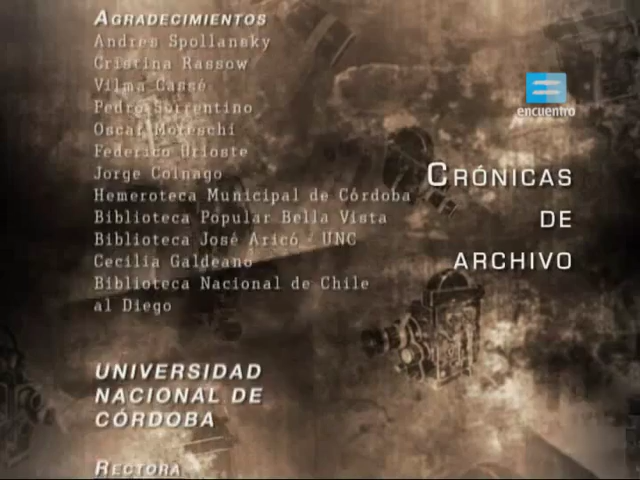 AGRADECIMIENTOS
Andres Spollansky
Cristina Rassow
Vilma Cassé
Pedro Sorrentino
Oscar Moreschi
Federico Urioste
Jorge Coinago
Hemeroteca Municipal de Córdoba
Biblioteca Popular Bella Vista
Biblioteca José Aricó - UNC
Cecilia Galdeano
Biblioteca Nacional de Chile
al Diego
UNIVERSIDAD
NACIONAL DE
CÓRDOBA
RECTORA
encuentro
CRÓNICAS
DE
ARCHIVO